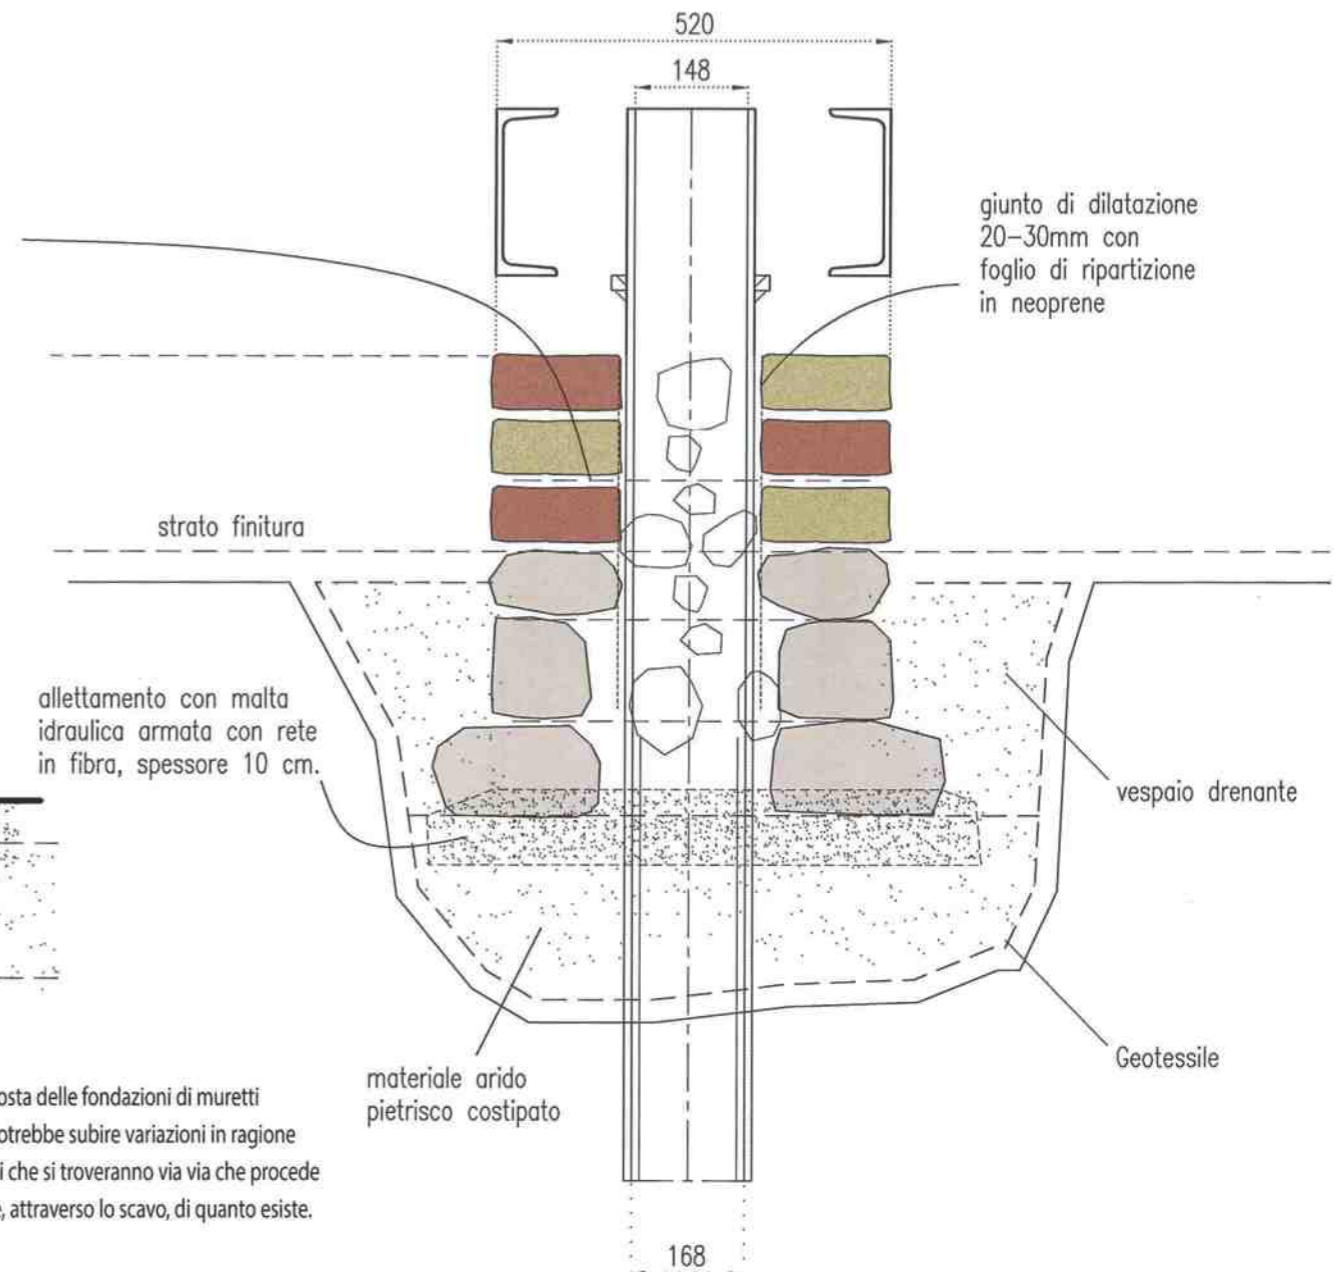 520
148
giunto di dilatazione
20-30mm con
foglio di ripartizione
in neoprene
strato finitura
allettamento con malta
idraulica armata con rete
in fibra, spessore 10 cm.
vespaio drenante
Geotessile
materiale arido
pietrisco costipato
delle fondazioni di muretti
subire variazioni in ragione
che si troveranno via via che procede
attraverso lo scavo, di quanto esiste.
168